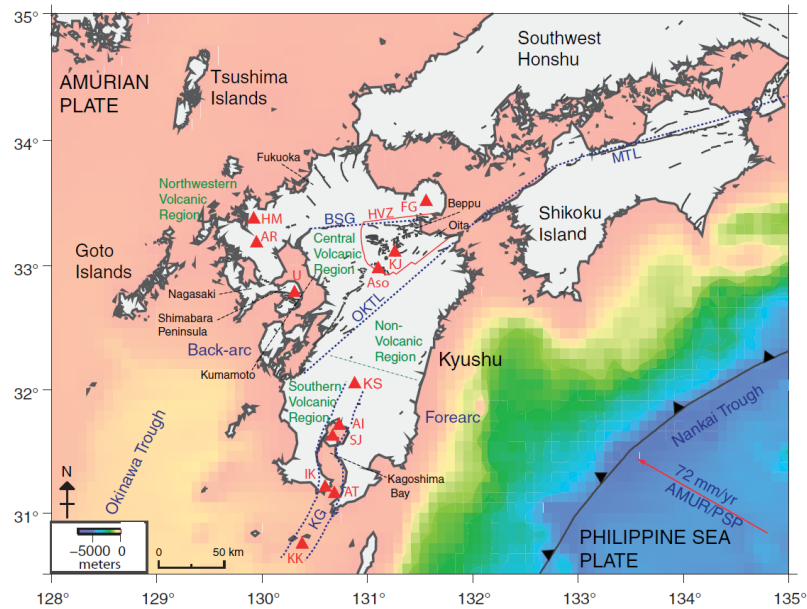 35°
AMURIAN
PLATE
Tsushima
Islands
Southwest
Honshu
34°
Fukuoka
MTL
Northwestern
Volcanic
Region
HM
AR
BSG
HVZ
FG
Beppu
Oita
Shikoku
Island
Goto
Islands
33°
Central
Volcanic
Region
KJ
Aso
U
Nagasaki
Shimabara
Peninsula
OKTL
Back-arc
Kumamoto
Non-
Volcanic
Region
Kyushu
32°
Southern
Volcanic
Region
KS
AI
SJ
Forearc
Nankai Trough
Okinawa Trough
IK
AT
Kagoshima
Bay
72 mm/yr
AMUR/PSP
N
31°
KG
KK
−5000 0
meters
0 50 km
PHILIPPINE SEA
PLATE
128° 129° 130° 131° 132° 133° 134° 135°